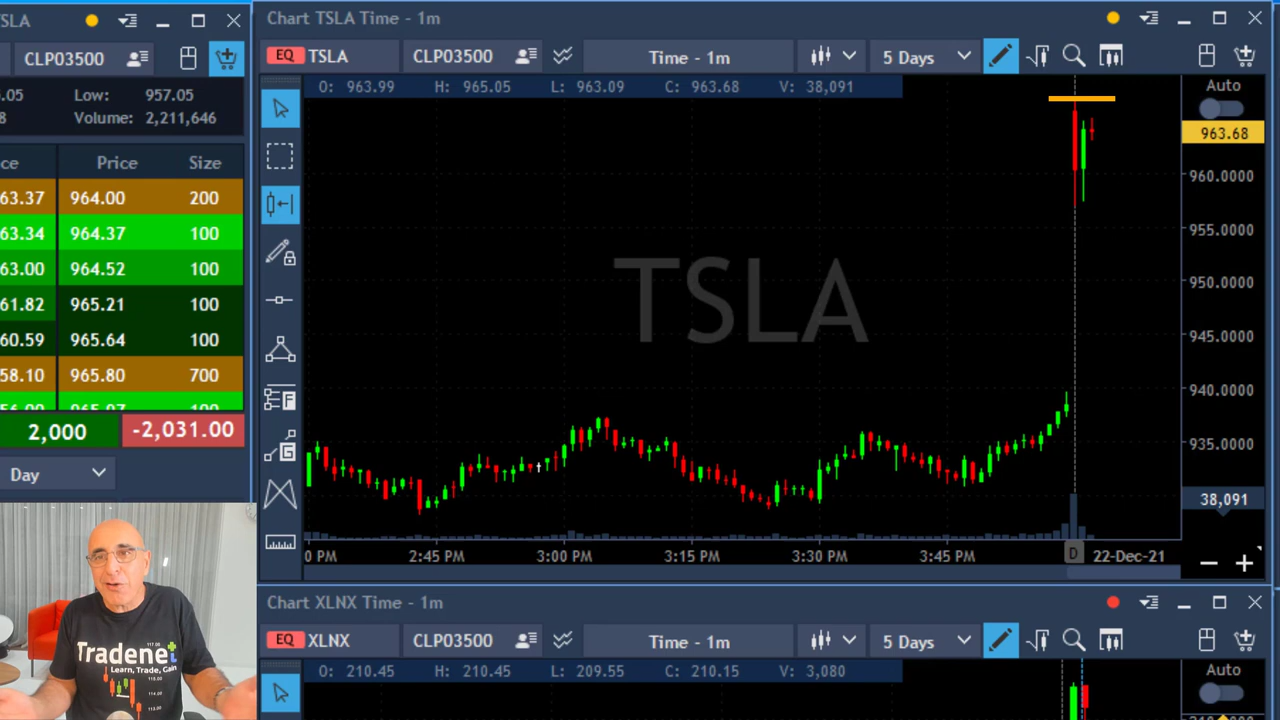 TSLA
CLP03500
.05 Low: 957.05
8 Volume: 2,211,646
ce Price Size
63.37 964.00 200
63.34 964.37 100
63.00 964.52 100
61.82 965.21 100
60.59 965.64 100
58.10 965.80 700
56.00 965.97 100
2,000 -2,031.00
Day
Tradenet
Learn, Trade, Gain
Chart TSLA Time - 1m
EQ TSLA CLP03500 Time - 1m 5 Days
O: 963.99 H: 965.05 L: 963.09 C: 963.68 V: 38,091
Auto
963.68
960.0000
955.0000
950.0000
945.0000
940.0000
935.0000
38,091
TSLA
F
G
0 PM 2:45 PM 3:00 PM 3:15 PM 3:30 PM 3:45 PM D 22-Dec-21
Chart XLNX Time - 1m
EQ XLNX CLP03500 Time - 1m 5 Days
O: 210.45 H: 210.45 L: 209.55 C: 210.15 V: 3,080
Auto